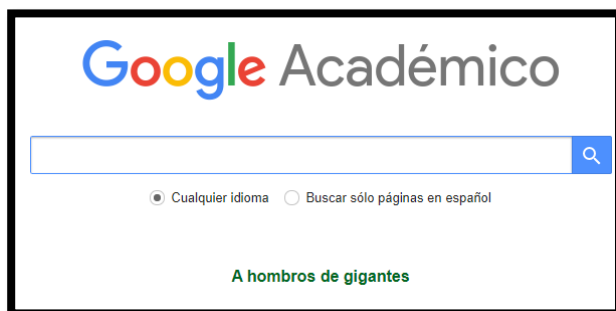 Google Académico
Cualquier idioma Buscar sólo páginas en español
A hombros de gigantes